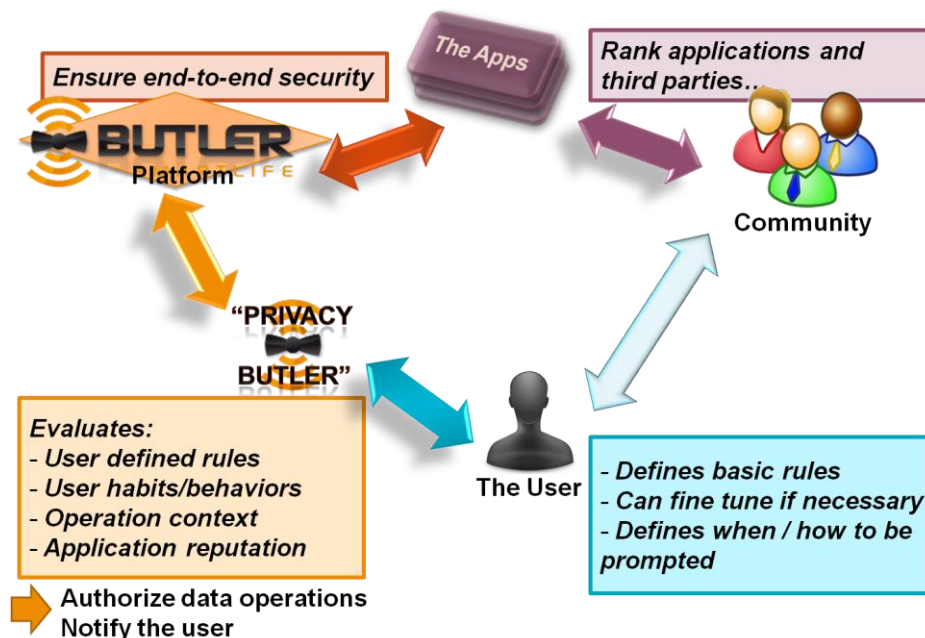 The Apps
Ensure end-to-end security
Rank applications and
third parties…
BUTLER
Platform
Community
“PRIVACY
BUTLER”
The User
Evaluates:
- User defined rules
- User habits/behaviors
- Operation context
- Application reputation
- Defines basic rules
- Can fine tune if necessary
- Defines when / how to be
prompted
Authorize data operations
Notify the user